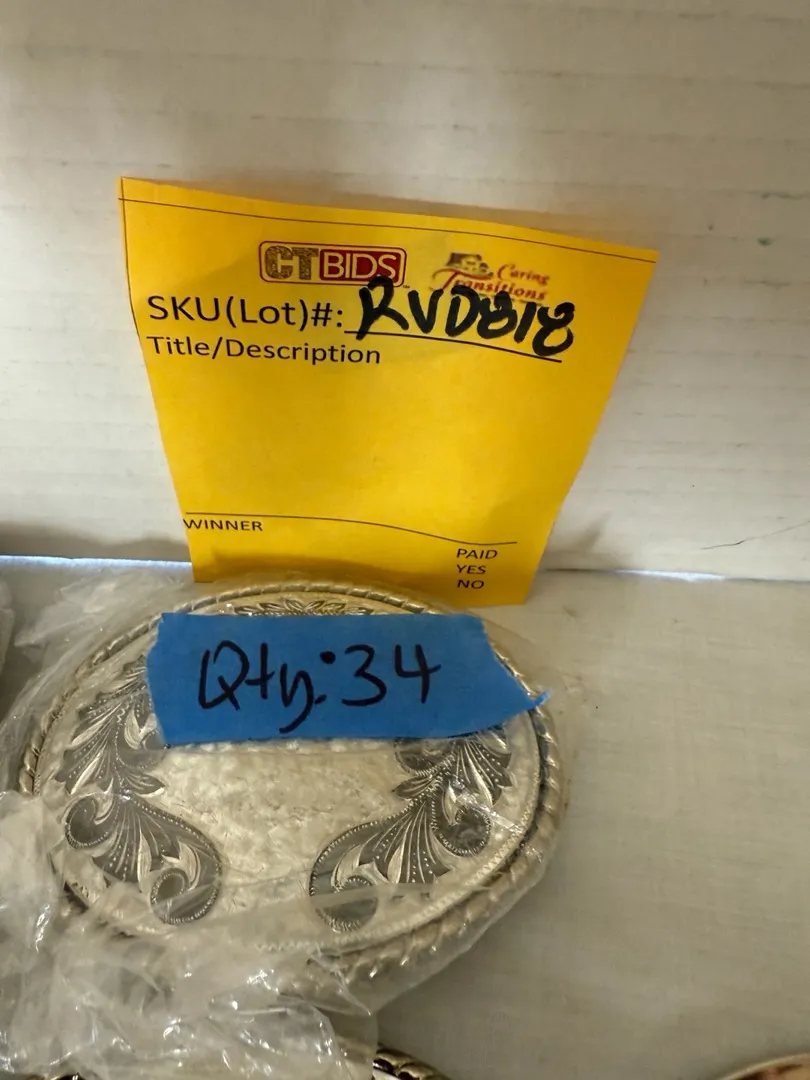 CTBIDS
Caring
Transitions
SKU(Lot)#: RVD818
Title/Description
WINNER
PAID
YES
NO
Qty: 34